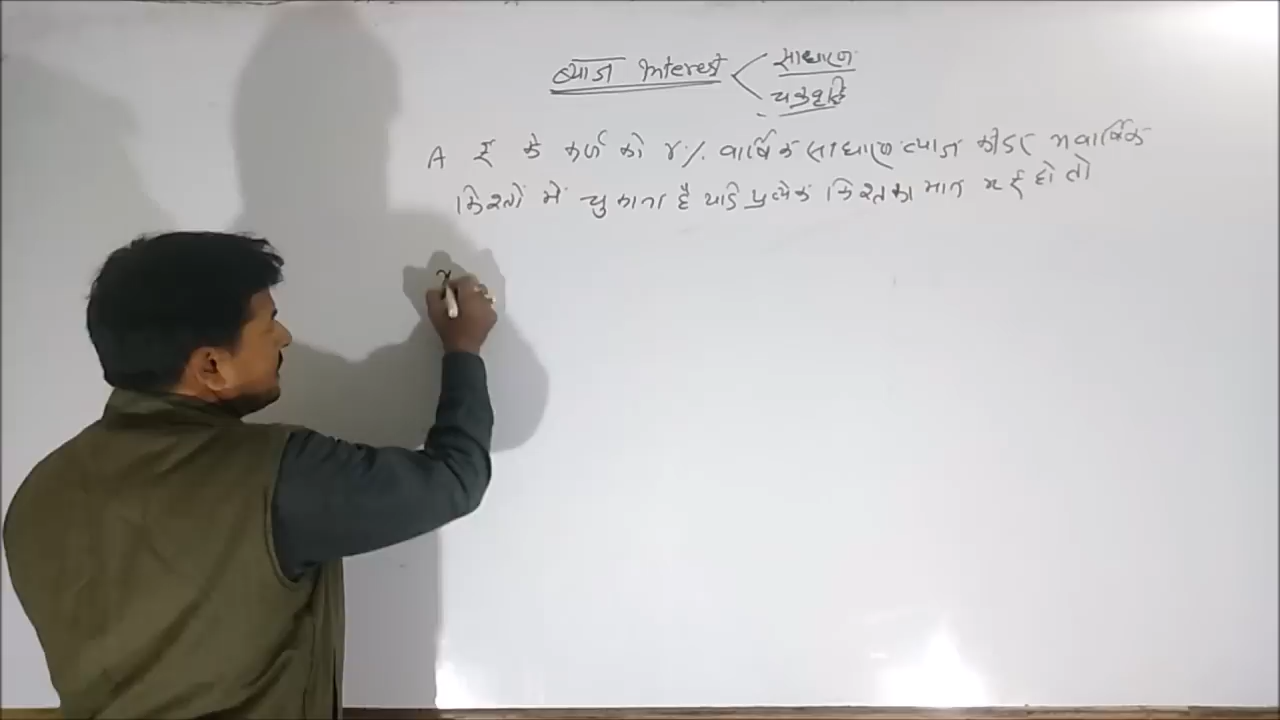 ब्याज Interest
साधारण
चक्रवृद्धि
A रू के कर्ज को r% वार्षिक साधारण ब्याज की दर n वार्षिक
किश्तों में चुकाता है यदि प्रत्येक किश्त का मान x रू हो तो
x